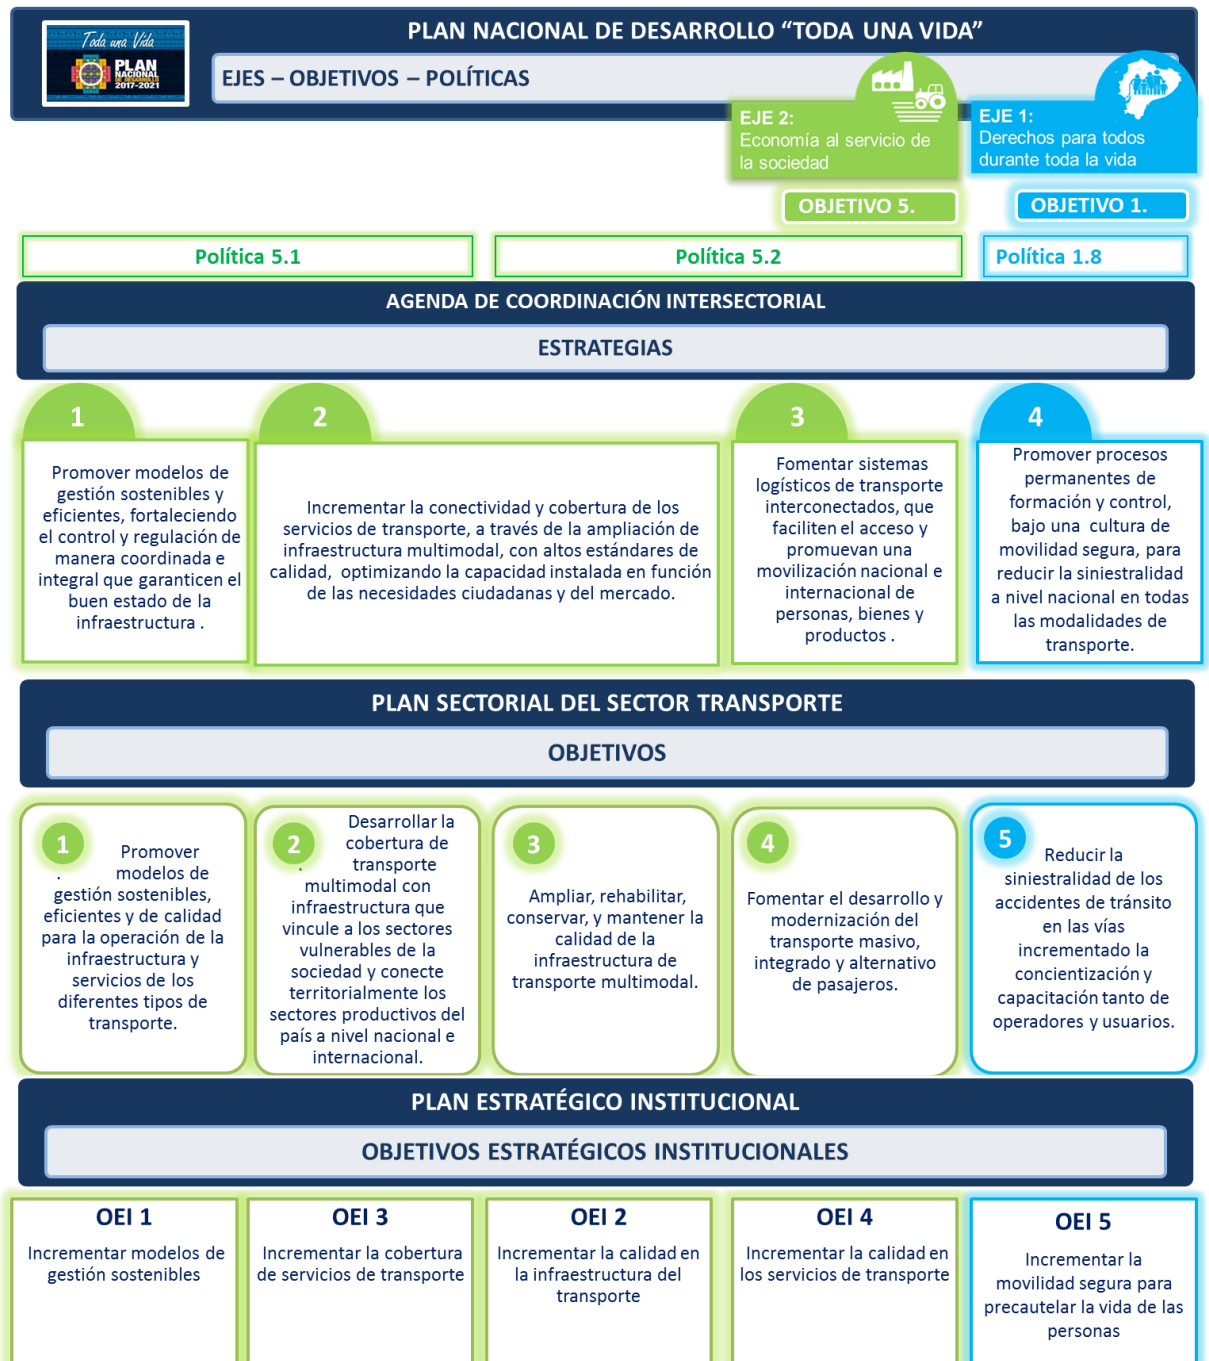 PLAN NACIONAL DE DESARROLLO “TODA UNA VIDA”
Toda una Vida
PLAN
NACIONAL
DE DESARROLLO
2017-2021
EJES – OBJETIVOS – POLÍTICAS
EJE 2:
Economía al servicio de
la sociedad
EJE 1:
Derechos para todos
durante toda la vida
OBJETIVO 5.
OBJETIVO 1.
Política 5.1
Política 5.2
Política 1.8
AGENDA DE COORDINACIÓN INTERSECTORIAL
ESTRATEGIAS
1
Promover modelos de
gestión sostenibles y
eficientes, fortaleciendo
el control y regulación de
manera coordinada e
integral que garanticen el
buen estado de la
infraestructura .
2
Incrementar la conectividad y cobertura de los
servicios de transporte, a través de la ampliación de
infraestructura multimodal, con altos estándares de
calidad, optimizando la capacidad instalada en función
de las necesidades ciudadanas y del mercado.
3
Fomentar sistemas
logísticos de transporte
interconectados, que
faciliten el acceso y
promuevan una
movilización nacional e
internacional de
personas, bienes y
productos .
4
Promover procesos
permanentes de
formación y control,
bajo una cultura de
movilidad segura, para
reducir la siniestralidad
a nivel nacional en todas
las modalidades de
transporte.
PLAN SECTORIAL DEL SECTOR TRANSPORTE
OBJETIVOS
1
Promover
. modelos de
gestión sostenibles,
eficientes y de calidad
para la operación de la
infraestructura y
servicios de los
diferentes tipos de
transporte.
2
Desarrollar la
cobertura de
. transporte
multimodal con
infraestructura que
vincule a los sectores
vulnerables de la
sociedad y conecte
territorialmente los
sectores productivos del
país a nivel nacional e
internacional.
3
Ampliar, rehabilitar,
conservar, y mantener la
calidad de la
infraestructura de
transporte multimodal.
4
Fomentar el desarrollo y
modernización del
transporte masivo,
integrado y alternativo
de pasajeros.
5
Reducir la
siniestralidad de los
accidentes de tránsito
en las vías
incrementado la
concientización y
capacitación tanto de
operadores y usuarios.
PLAN ESTRATÉGICO INSTITUCIONAL
OBJETIVOS ESTRATÉGICOS INSTITUCIONALES
OEI 1
Incrementar modelos de
gestión sostenibles
OEI 3
Incrementar la cobertura
de servicios de transporte
OEI 2
Incrementar la calidad en
la infraestructura del
transporte
OEI 4
Incrementar la calidad en
los servicios de transporte
OEI 5
Incrementar la
movilidad segura para
precautelar la vida de las
personas